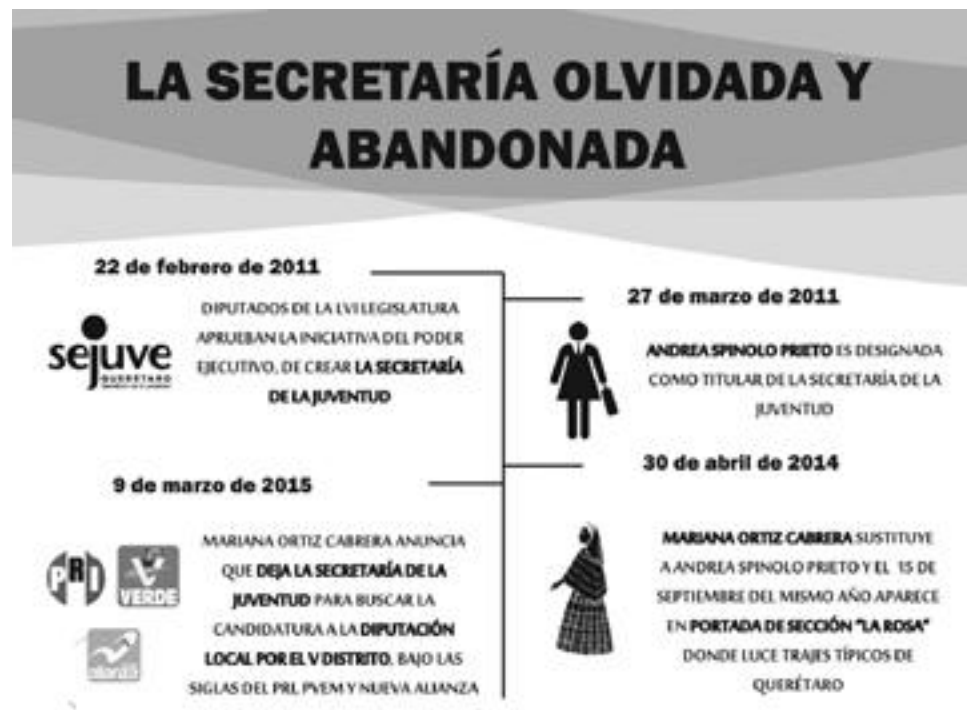 LA SECRETARÍA OLVIDADA Y
ABANDONADA
22 de febrero de 2011
sejuve
QUERÉTARO
DIPUTADOS DE LA LVI LEGISLATURA
APRUEBAN LA INICIATIVA DEL PODER
EJECUTIVO, DE CREAR LA SECRETARÍA
DE LA JUVENTUD
27 de marzo de 2011
ANDREA SPINOLO PRIETO ES DESIGNADA
COMO TITULAR DE LA SECRETARÍA DE LA
JUVENTUD
30 de abril de 2014
MARIANA ORTIZ CABRERA SUSTITUYE
A ANDREA SPINOLO PRIETO Y EL 15 DE
SEPTIEMBRE DEL MISMO AÑO APARECE
EN PORTADA DE SECCIÓN "LA ROSA"
DONDE LUCE TRAJES TÍPICOS DE
QUERÉTARO
9 de marzo de 2015
PRI
VERDE
MARIANA ORTIZ CABRERA ANUNCIA
QUE DEJA LA SECRETARÍA DE LA
JUVENTUD PARA BUSCAR LA
CANDIDATURA A LA DIPUTACIÓN
LOCAL POR EL V DISTRITO, BAJO LAS
SIGLAS DEL PRI, PVEM Y NUEVA ALIANZA